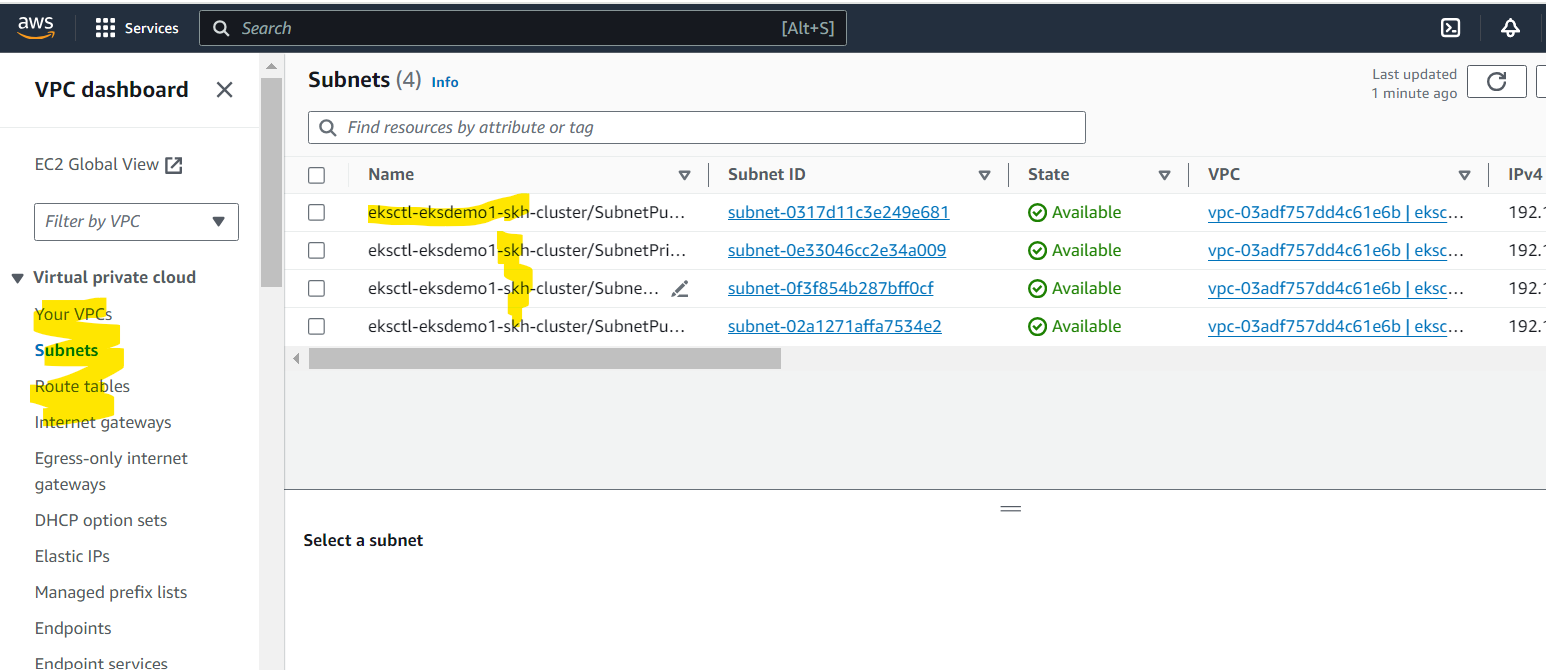 aws Services Search [Alt+S]
VPC dashboard
EC2 Global View
Filter by VPC
Virtual private cloud
Your VPCs
Subnets
Route tables
Internet gateways
Egress-only internet
gateways
DHCP option sets
Elastic IPs
Managed prefix lists
Endpoints
Endpoint services
Subnets (4) Info
Last updated
1 minute ago
Find resources by attribute or tag
Name Subnet ID State VPC IPv4
eksctl-eksdemo1-skh-cluster/SubnetPu... subnet-0317d11c3e249e681 Available vpc-03adf757dd4c61e6b | eksc... 192.1
eksctl-eksdemo1-skh-cluster/SubnetPri... subnet-0e33046cc2e34a009 Available vpc-03adf757dd4c61e6b | eksc... 192.1
eksctl-eksdemo1-skh-cluster/Subne... subnet-0f3f854b287bff0cf Available vpc-03adf757dd4c61e6b | eksc... 192.1
eksctl-eksdemo1-skh-cluster/SubnetPu... subnet-02a1271affa7534e2 Available vpc-03adf757dd4c61e6b | eksc... 192.1
Select a subnet